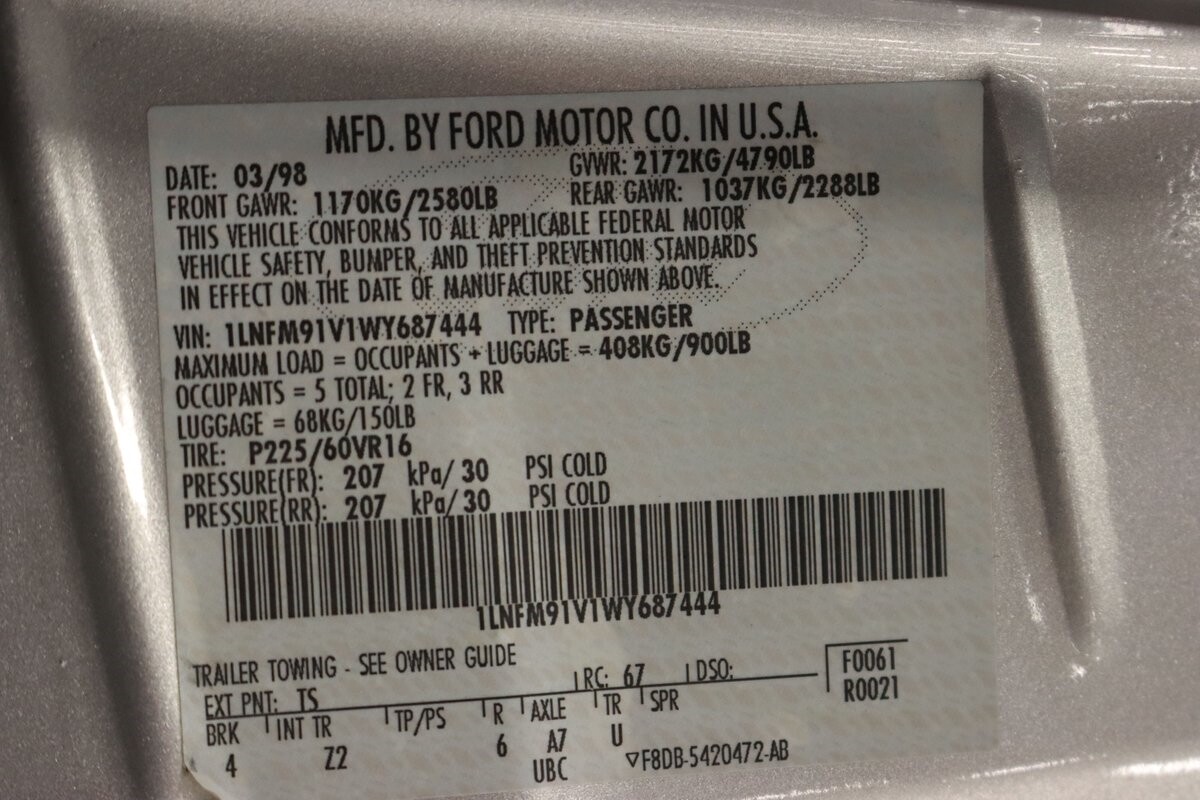 MFD. BY FORD MOTOR CO. IN U.S.A.
DATE: 03/98 GVWR: 2172KG/4790LB
FRONT GAWR: 1170KG/2580LB REAR GAWR: 1037KG/2288LB
THIS VEHICLE CONFORMS TO ALL APPLICABLE FEDERAL MOTOR
VEHICLE SAFETY, BUMPER, AND THEFT PREVENTION STANDARDS
IN EFFECT ON THE DATE OF MANUFACTURE SHOWN ABOVE.
VIN: 1LNFM91V1WY687444 TYPE: PASSENGER
MAXIMUM LOAD = OCCUPANTS + LUGGAGE = 408KG/900LB
OCCUPANTS = 5 TOTAL; 2 FR, 3 RR
LUGGAGE = 68KG/150LB
TIRE: P225/60VR16
PRESSURE(FR): 207 kPa/ 30 PSI COLD
PRESSURE(RR): 207 kPa/ 30 PSI COLD
1LNFM91V1WY687444
TRAILER TOWING - SEE OWNER GUIDE
EXT PNT: TS RC: 67 DSO: F0061
R0021
BRK INT TR TP/PS R AXLE TR SPR
4 Z2 6 A7 U
UBC ▽F8DB-5420472-AB